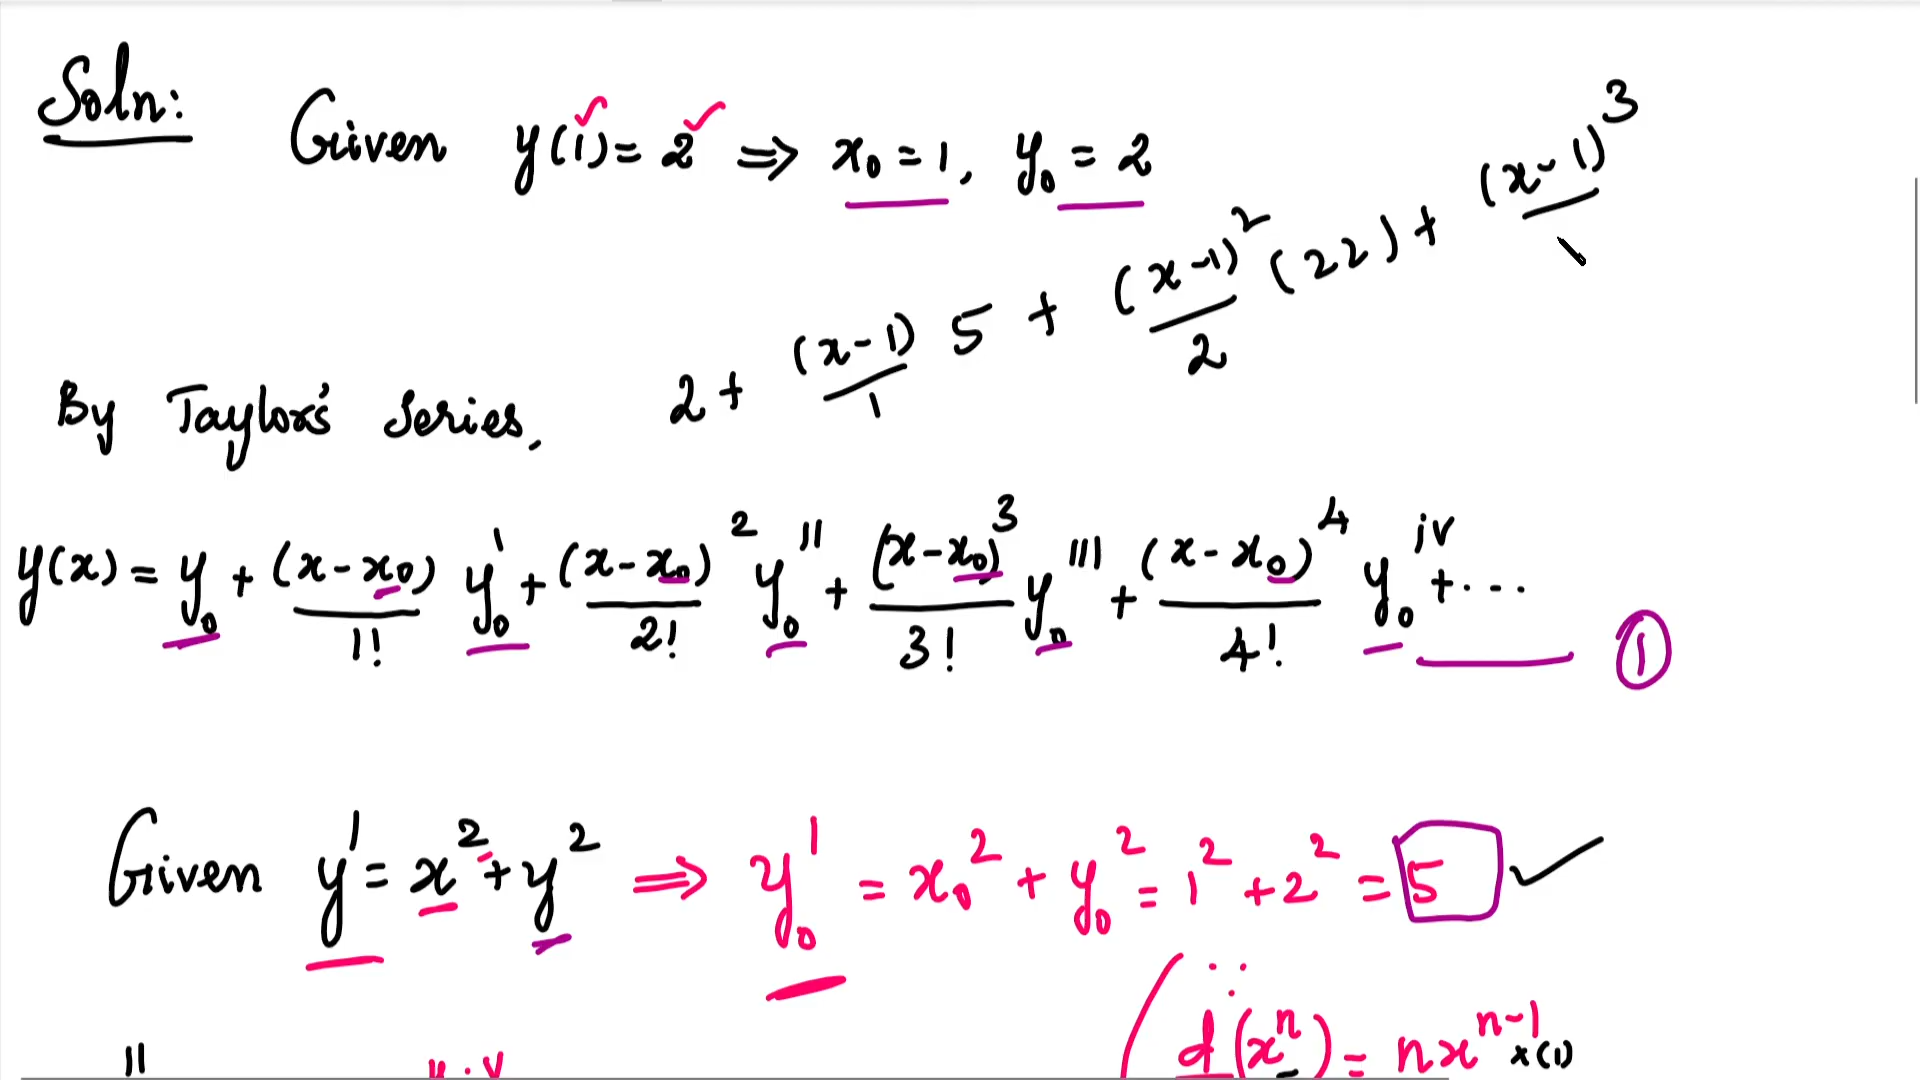 Soln: Given y(1) = 2 ⇒ x₀ = 1, y₀ = 2
2 + (x-1)/1 5 + (x-1)²/2 (22) + (x-1)³/
By Taylor's Series,
y(x) = y₀ + (x-x₀)/1! y₀' + (x-x₀)²/2! y₀'' + (x-x₀)³/3! y₀''' + (x-x₀)⁴/4! y₀ⁱᵛ + ... ①
Given y' = x² + y² ⇒ y₀' = x₀² + y₀² = 1² + 2² = 5 ✓
( ∵ d (xⁿ) = nxⁿ⁻¹ x(1)